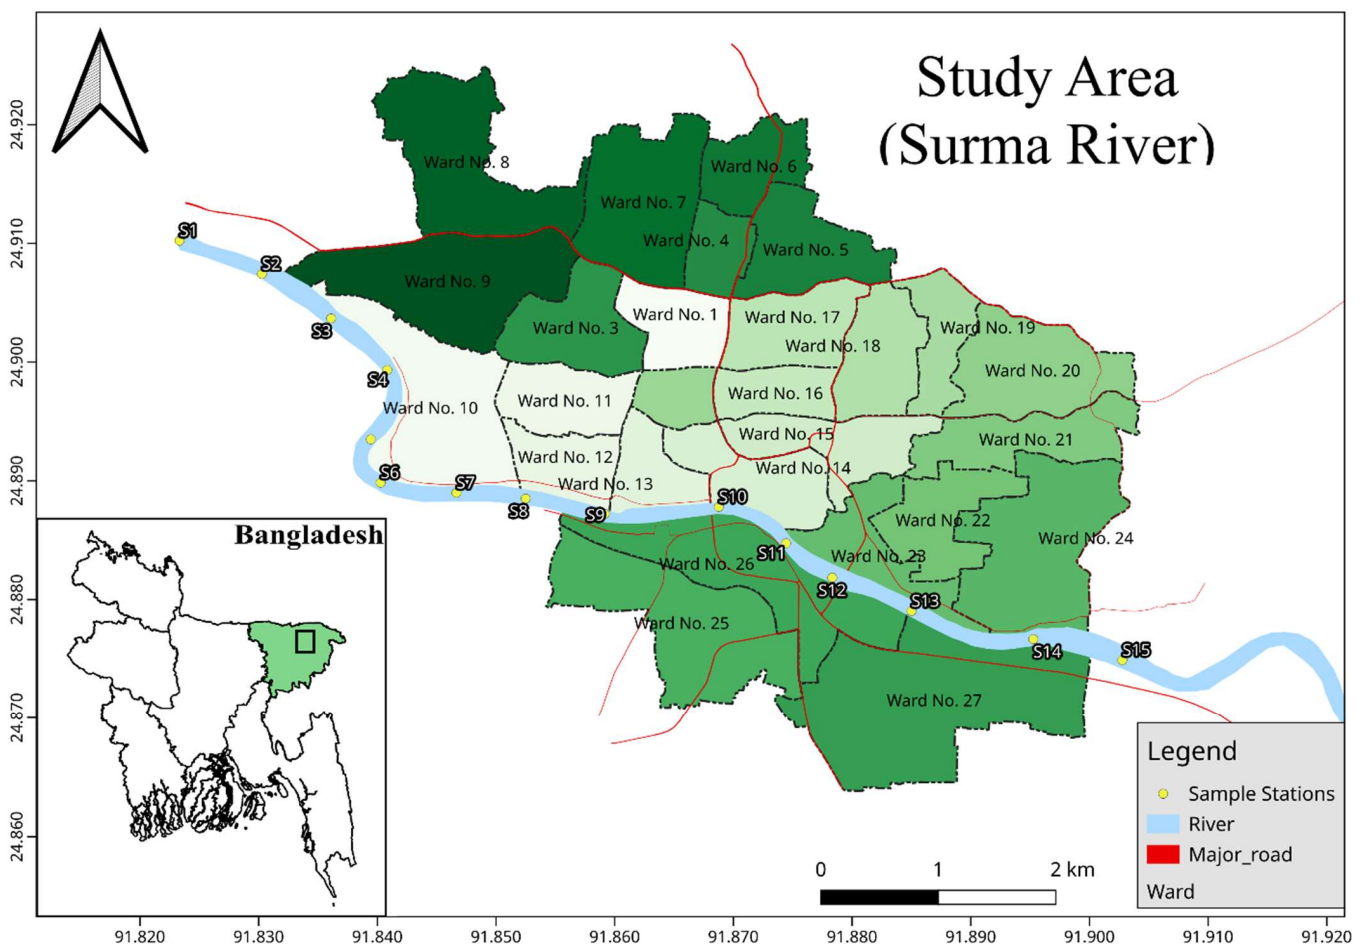 Study Area
(Surma River)
24.920
24.910
24.900
24.890
24.880
24.870
24.860
Ward No. 8
Ward No. 6
Ward No. 7
Ward No. 4
Ward No. 5
Ward No. 9
Ward No. 3
Ward No. 1
Ward No. 17
Ward No. 18
Ward No. 19
Ward No. 20
Ward No. 16
Ward No. 11
Ward No. 10
Ward No. 15
Ward No. 21
Ward No. 12
Ward No. 14
Ward No. 13
Ward No. 22
Ward No. 24
Ward No. 23
Ward No. 26
Ward No. 25
Ward No. 27
S1
S2
S3
S4
S6
S7
S8
S9
S10
S11
S12
S13
S14
S15
Bangladesh
Legend
Sample Stations
River
Major_road
Ward
0 1 2 km
91.820 91.830 91.840 91.850 91.860 91.870 91.880 91.890 91.900 91.910 91.920